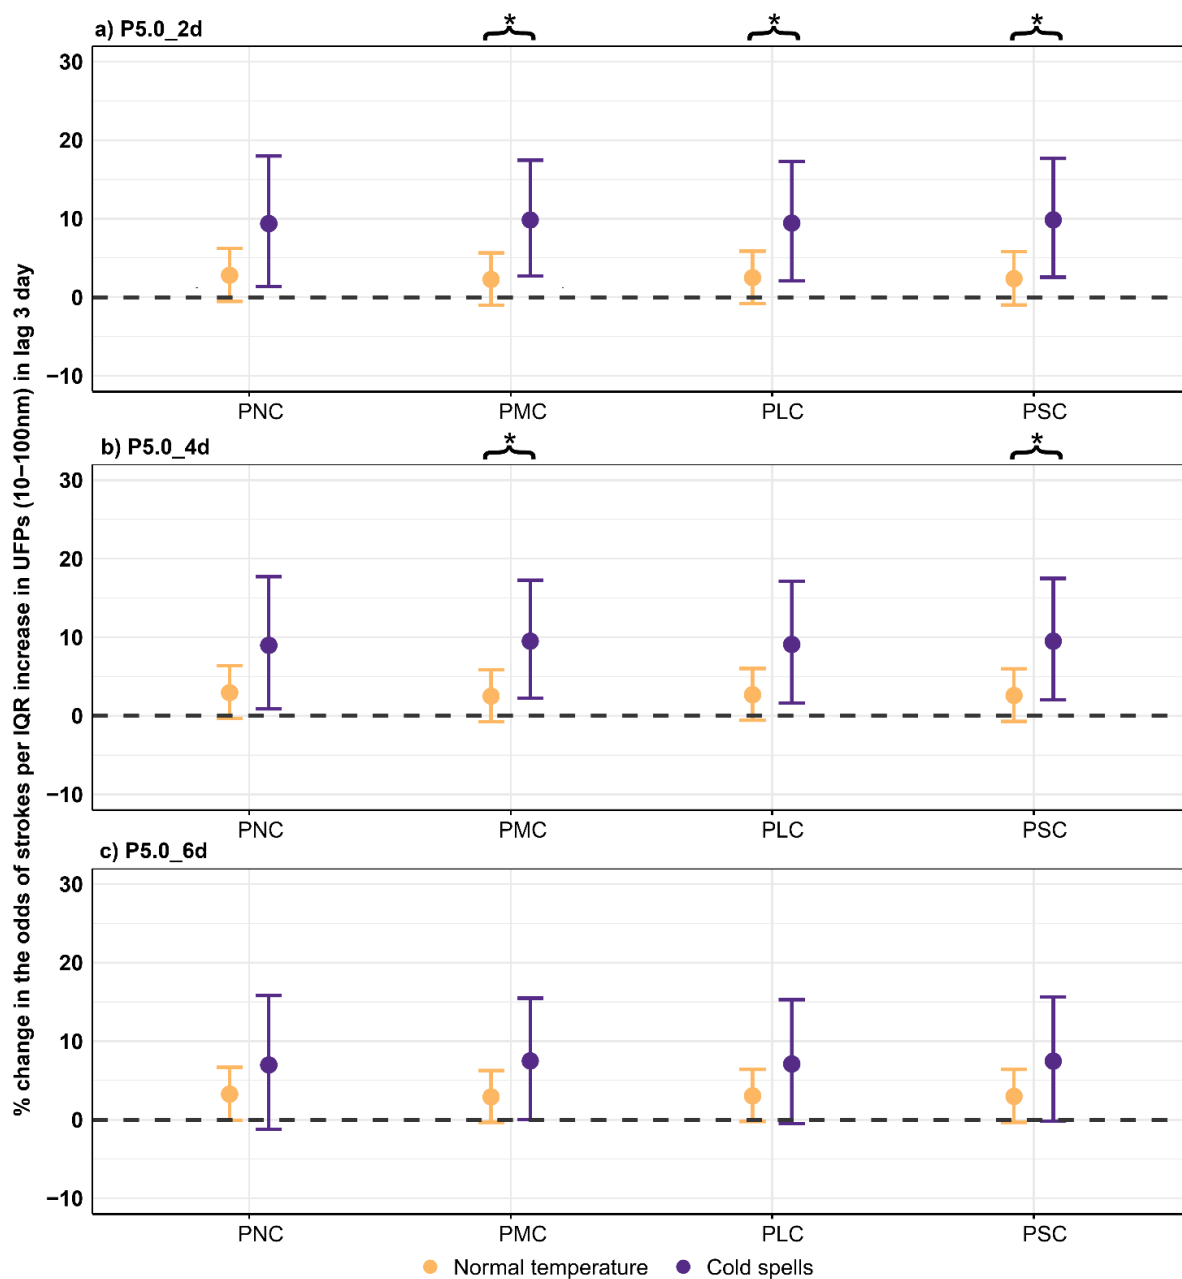 % change in the odds of strokes per IQR increase in UFPs (10−100nm) in lag 3 day
a) P5.0_2d
* * *
30
20
10
0
−10
PNC PMC PLC PSC
b) P5.0_4d
* *
30
20
10
0
−10
PNC PMC PLC PSC
c) P5.0_6d
30
20
10
0
−10
PNC PMC PLC PSC
Normal temperature Cold spells